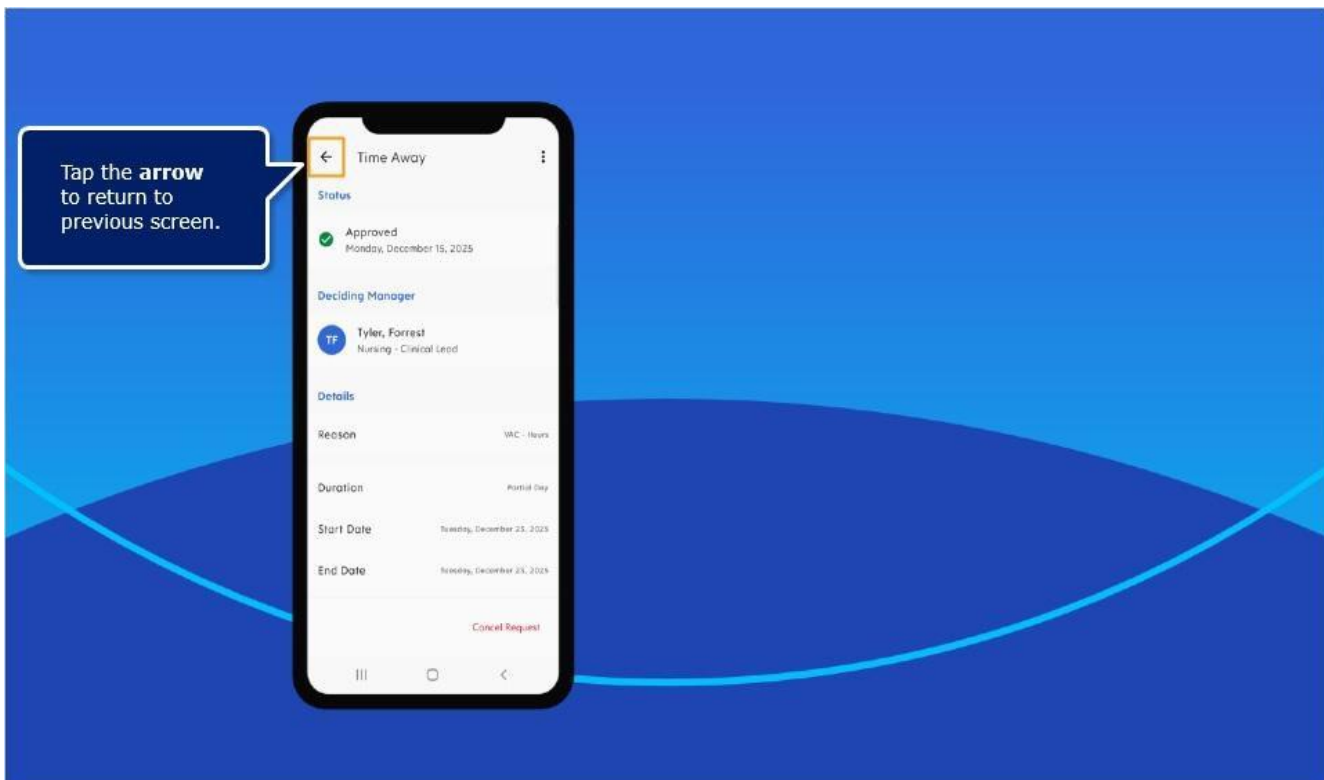 Tap the arrow
to return to
previous screen.
Time Away
Status
Approved
Monday, December 15, 2025
Deciding Manager
TF
Tyler, Forrest
Nursing - Clinical Lead
Details
Reason VAC - Hours
Duration Partial Day
Start Date Tuesday, December 23, 2025
End Date Tuesday, December 23, 2025
Cancel Request